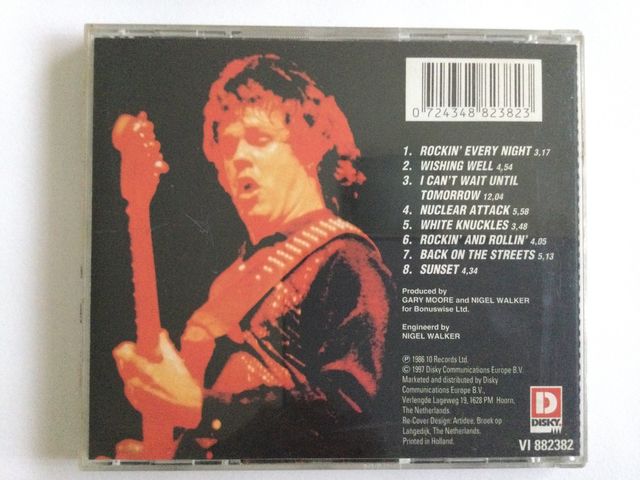 0 724348 823823
1. ROCKIN' EVERY NIGHT 3,17
2. WISHING WELL 4,54
3. I CAN'T WAIT UNTIL
TOMORROW 12,04
4. NUCLEAR ATTACK 5,58
5. WHITE KNUCKLES 3,48
6. ROCKIN' AND ROLLIN' 4,05
7. BACK ON THE STREETS 5,13
8. SUNSET 4,34
Produced by
GARY MOORE and NIGEL WALKER
for Bonuswise Ltd.
Engineerd by
NIGEL WALKER
℗ 1986 10 Records Ltd.
© 1997 Disky Communications Europe B.V.
Marketed and distributed by Disky
Communications Europe B.V.,
Verlengde Lageweg 19, 1628 PM Hoorn,
The Netherlands.
Re-Cover Design: Artidee, Broek op
Langedijk, The Netherlands.
Printed in Holland.
D
DISKY
VI 882382